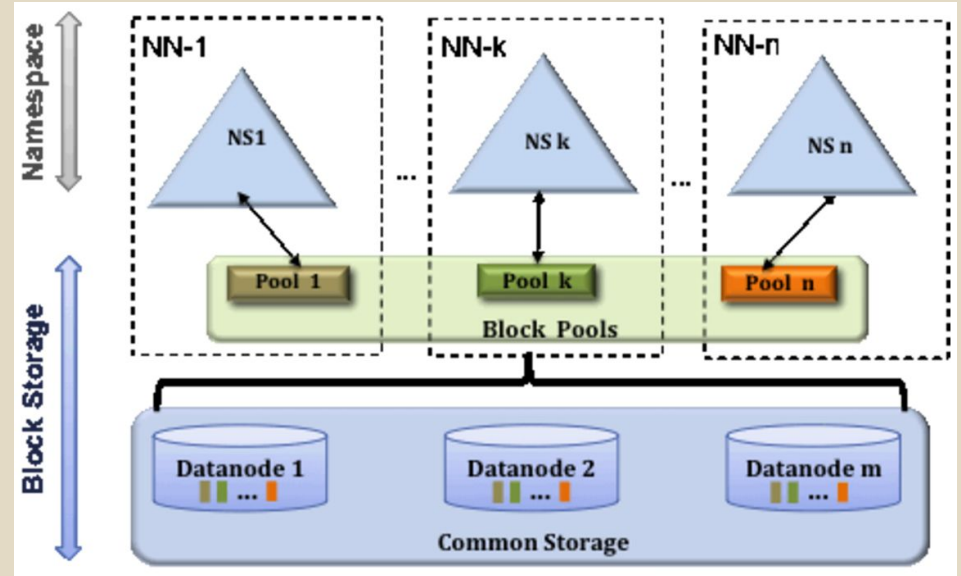 Namespace
NN-1
NN-k
NN-n
NS1
NS k
NS n
...
...
Pool 1
Pool k
Pool n
Block Pools
Block Storage
Datanode 1
Datanode 2
Datanode m
...
...
...
Common Storage